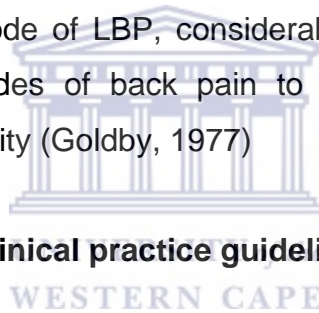 ode of LBP, consideral
des of back pain to
ity (Goldby, 1977)
inical practice guideli
WESTERN CAPE